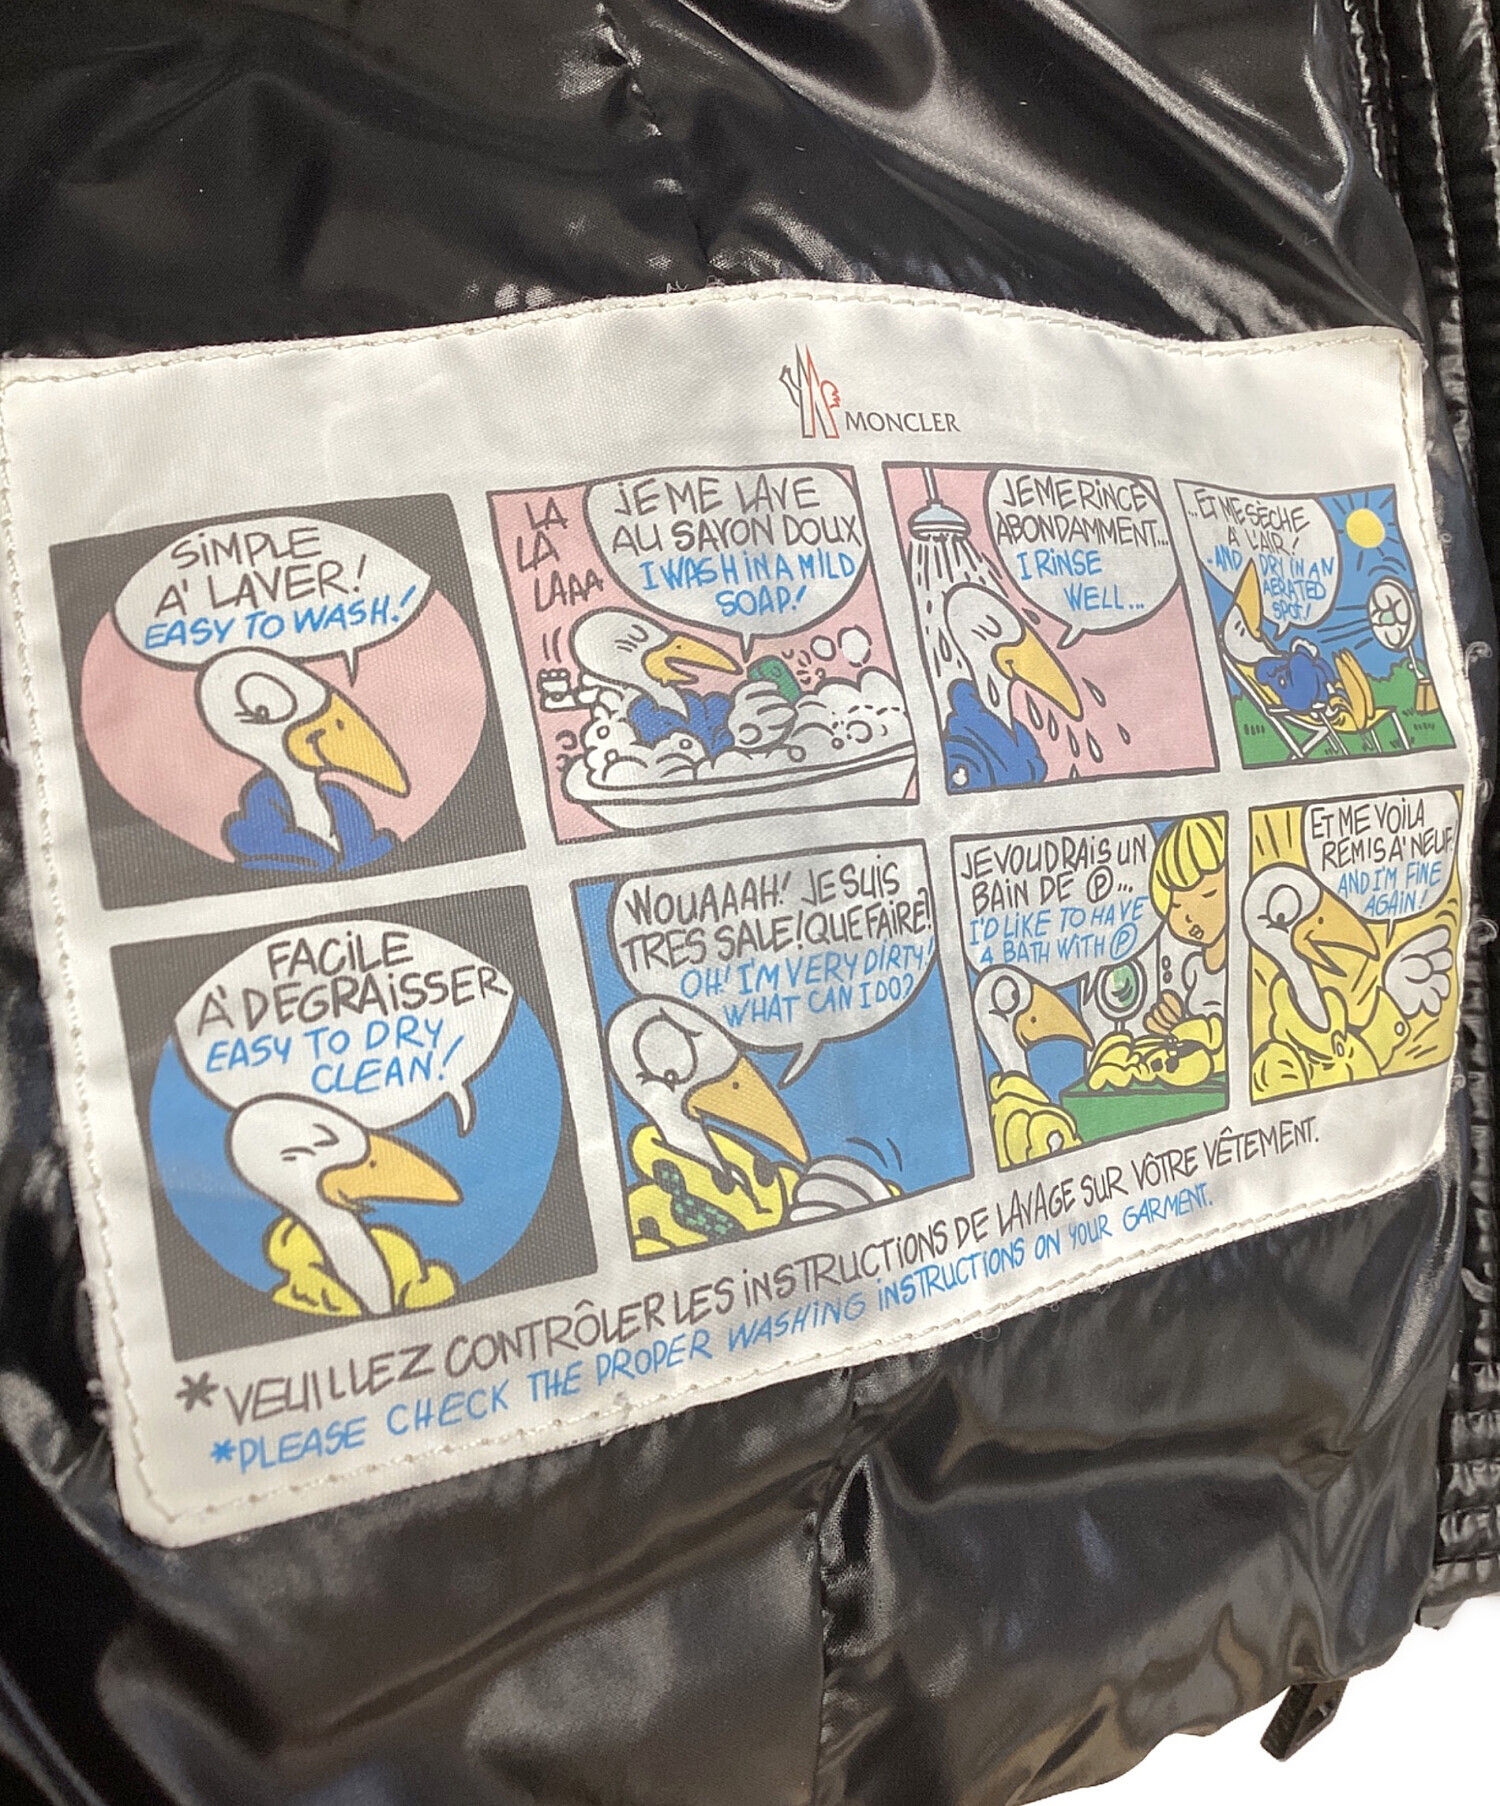 MONCLER
SiMPLE
A' LAVER!
EASY TO WASH!
LA
LA
LAAA
JE ME LAVE
AU SAVON DOUX
I WASH IN A MILD
SOAP!
JE ME RiNCE
ABONDAMMENT...
I RiNSE
WELL...
...ET ME SÈCHE
A' L'AIR!
..AND DRY IN AN
AERATED
SPOT!
FACiLE
A' DEGRAiSSER
EASY TO DRY
CLEAN!
WOUAAAH! JE SUiS
TRES SALE! QUE FAIRE?
OH! I'M VERY DIRTY!
WHAT CAN I DO?
JE VOUDRAiS UN
BAIN DE Ⓟ...
I'D LiKE TO HAVE
A BATH WITH Ⓟ
ET ME VOiLA
REMIS A' NEUF
AND I'M FINE
AGAIN!
*VEUILLEZ CONTRÔLER LES iNSTRUCTiONS DE LAVAGE SUR VÔTRE VÊTEMENT.
*PLEASE CHECK THE PROPER WASHING iNSTRUCTiONS ON YOUR GARMENT.